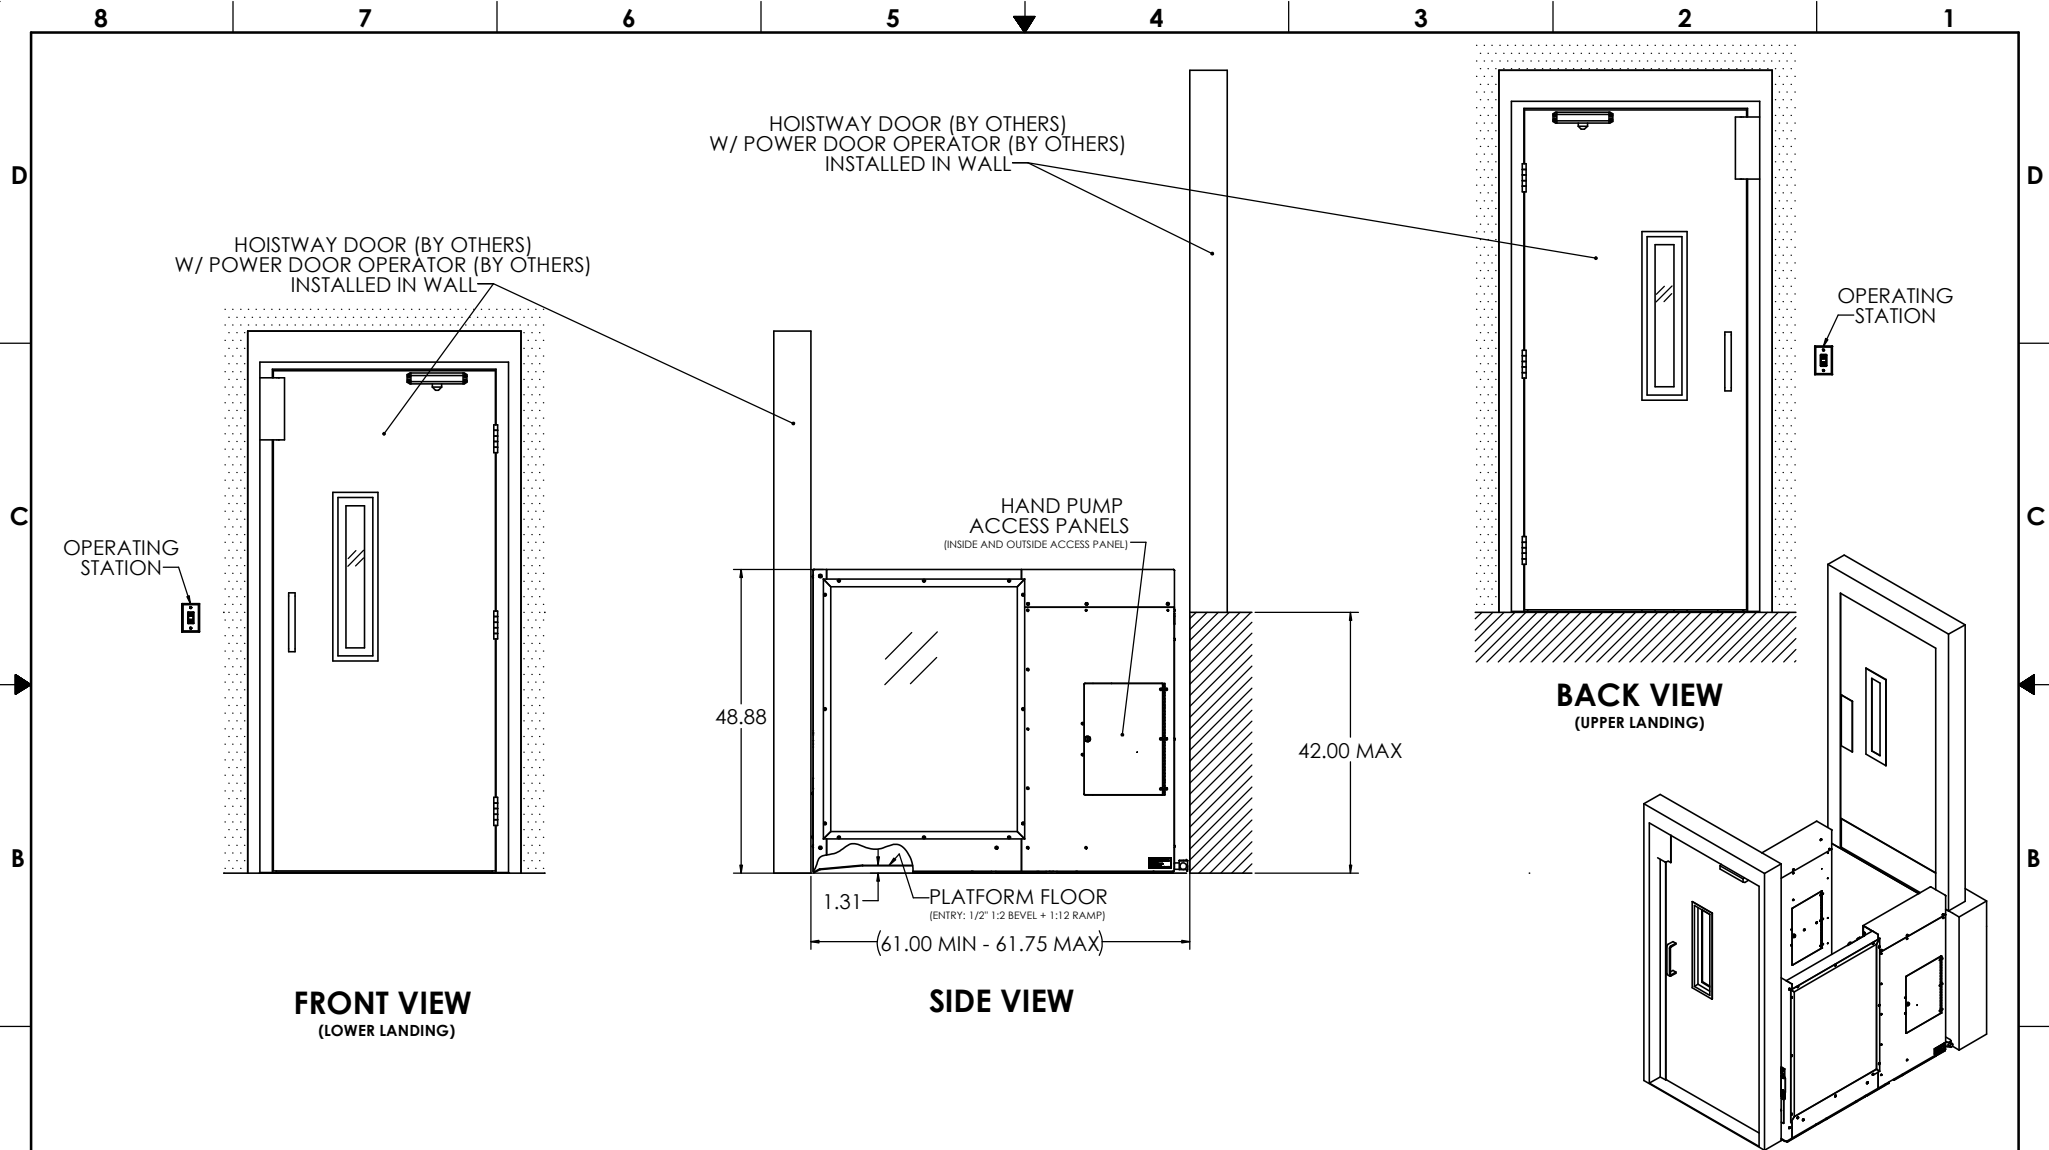 8 7 6 5 4 3 2 1
D
D
C
C
B
B
HOISTWAY DOOR (BY OTHERS)
W/ POWER DOOR OPERATOR (BY OTHERS)
INSTALLED IN WALL
HOISTWAY DOOR (BY OTHERS)
W/ POWER DOOR OPERATOR (BY OTHERS)
INSTALLED IN WALL
OPERATING
STATION
OPERATING
STATION
HAND PUMP
ACCESS PANELS
(INSIDE AND OUTSIDE ACCESS PANEL)
48.88
42.00 MAX
1.31
PLATFORM FLOOR
(ENTRY: 1/2" 1:2 BEVEL + 1:12 RAMP)
(61.00 MIN - 61.75 MAX)
BACK VIEW
(UPPER LANDING)
FRONT VIEW
(LOWER LANDING)
SIDE VIEW